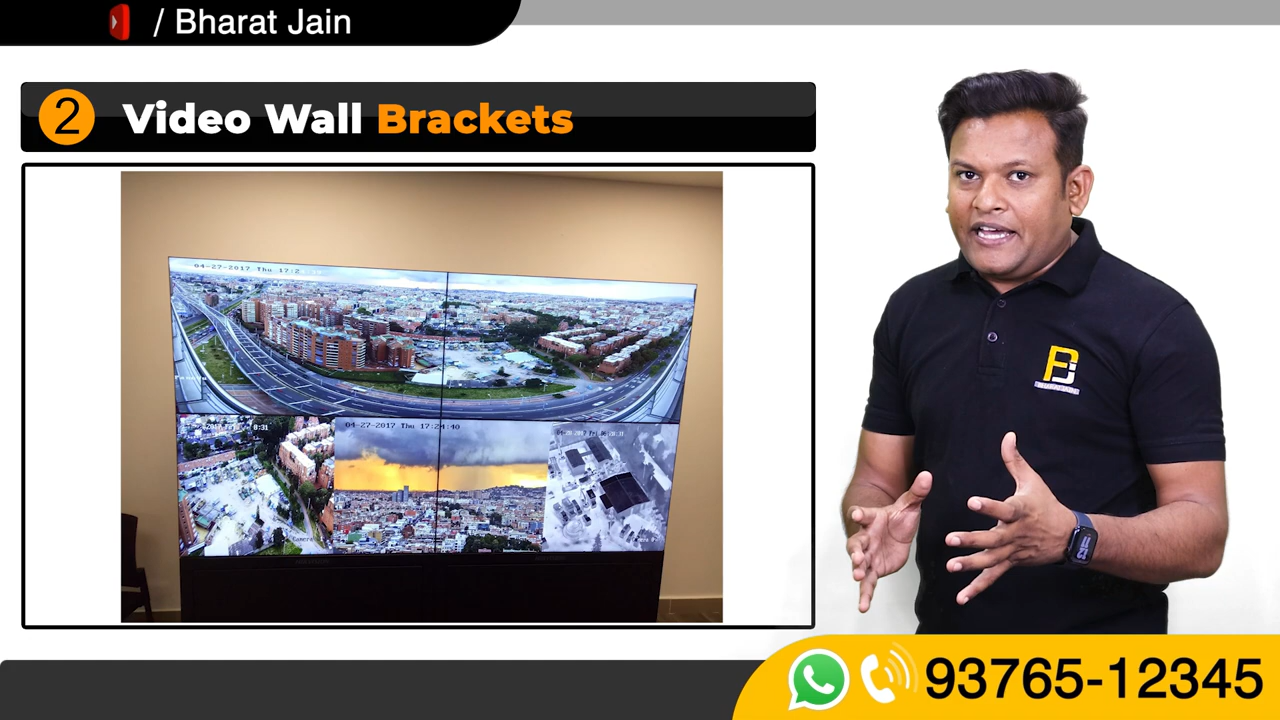 / Bharat Jain
2 Video Wall Brackets
04-27-2017 Thu 17:2
04-27-2017 Thu 17:24:40
93765-12345